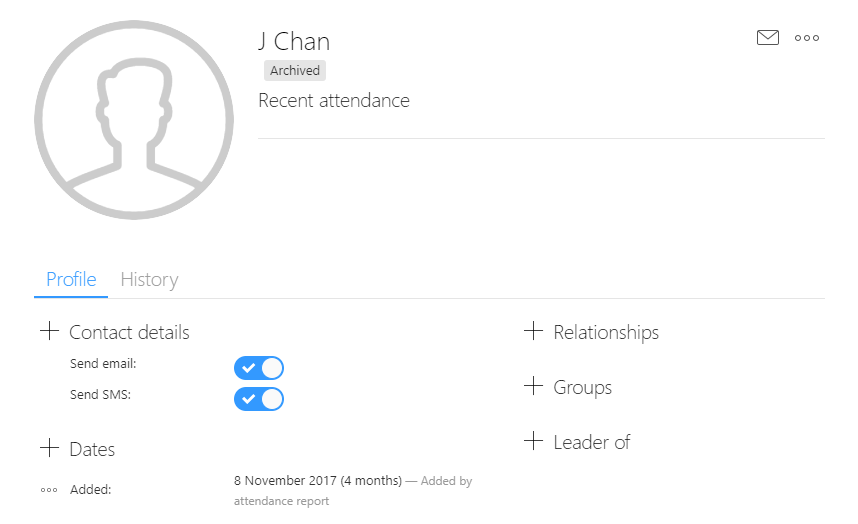 J Chan
Archived
Recent attendance
Profile
History
Contact details
Send email:
Send SMS:
Dates
Added:
8 November 2017 (4 months) — Added by
attendance report
Relationships
Groups
Leader of